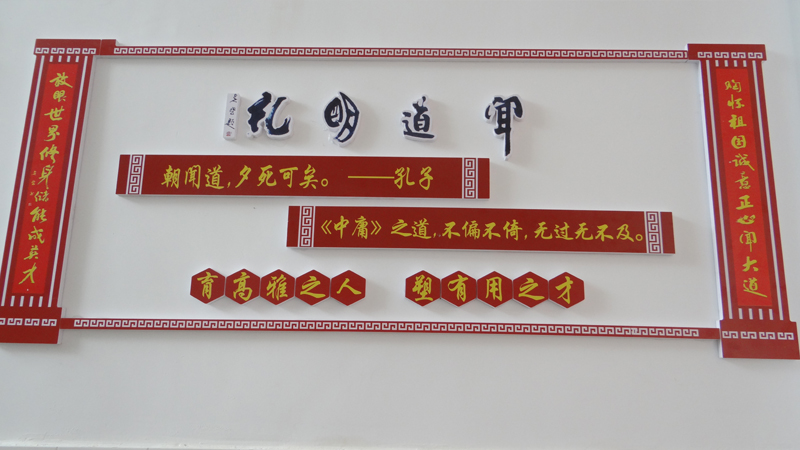 闻道明礼
朝闻道，夕死可矣。——孔子
《中庸》之道，不偏不倚，无过无不及。
育高雅之人 塑有用之才
胸怀祖国诚意正心闻大道
放眼世界修身储能成英才